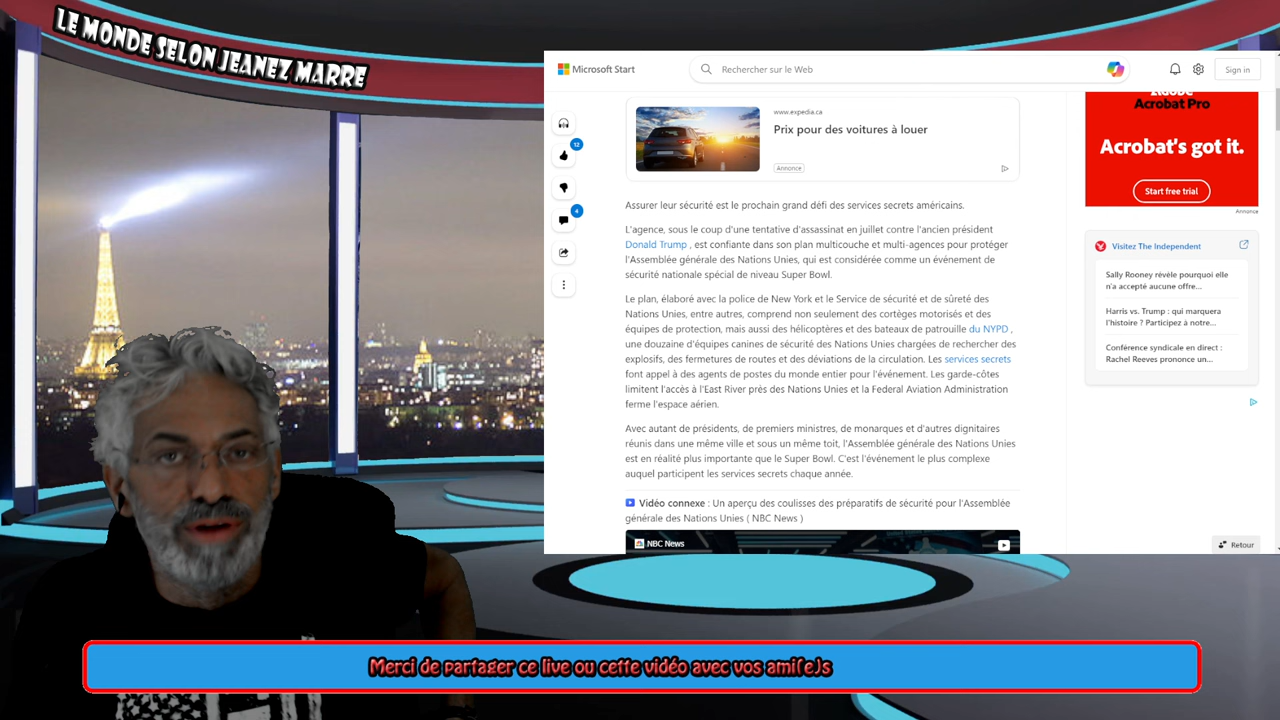 LE MONDE SELON JEANEZ MARRE
Microsoft Start
Rechercher sur le Web
Sign in
www.expedia.ca
Prix pour des voitures à louer
Annonce
12
4
Assurer leur sécurité est le prochain grand défi des services secrets américains.
L'agence, sous le coup d'une tentative d'assassinat en juillet contre l'ancien président
Donald Trump , est confiante dans son plan multicouche et multi-agences pour protéger
l'Assemblée générale des Nations Unies, qui est considérée comme un événement de
sécurité nationale spécial de niveau Super Bowl.
Le plan, élaboré avec la police de New York et le Service de sécurité et de sûreté des
Nations Unies, entre autres, comprend non seulement des cortèges motorisés et des
équipes de protection, mais aussi des hélicoptères et des bateaux de patrouille du NYPD ,
une douzaine d'équipes canines de sécurité des Nations Unies chargées de rechercher des
explosifs, des fermetures de routes et des déviations de la circulation. Les services secrets
font appel à des agents de postes du monde entier pour l'événement. Les garde-côtes
limitent l'accès à l'East River près des Nations Unies et la Federal Aviation Administration
ferme l'espace aérien.
Avec autant de présidents, de premiers ministres, de monarques et d'autres dignitaires
réunis dans une même ville et sous un même toit, l'Assemblée générale des Nations Unies
est en réalité plus importante que le Super Bowl. C'est l'événement le plus complexe
auquel participent les services secrets chaque année.
Vidéo connexe : Un aperçu des coulisses des préparatifs de sécurité pour l'Assemblée
générale des Nations Unies ( NBC News )
NBC News
Acrobat Pro
Acrobat's got it.
Start free trial
Annonce
Visitez The Independent
Sally Rooney révèle pourquoi elle
n'a accepté aucune offre...
Harris vs. Trump : qui marquera
l'histoire ? Participez à notre...
Conférence syndicale en direct :
Rachel Reeves prononce un...
Retour
Merci de partager ce live ou cette vidéo avec vos ami(e)s